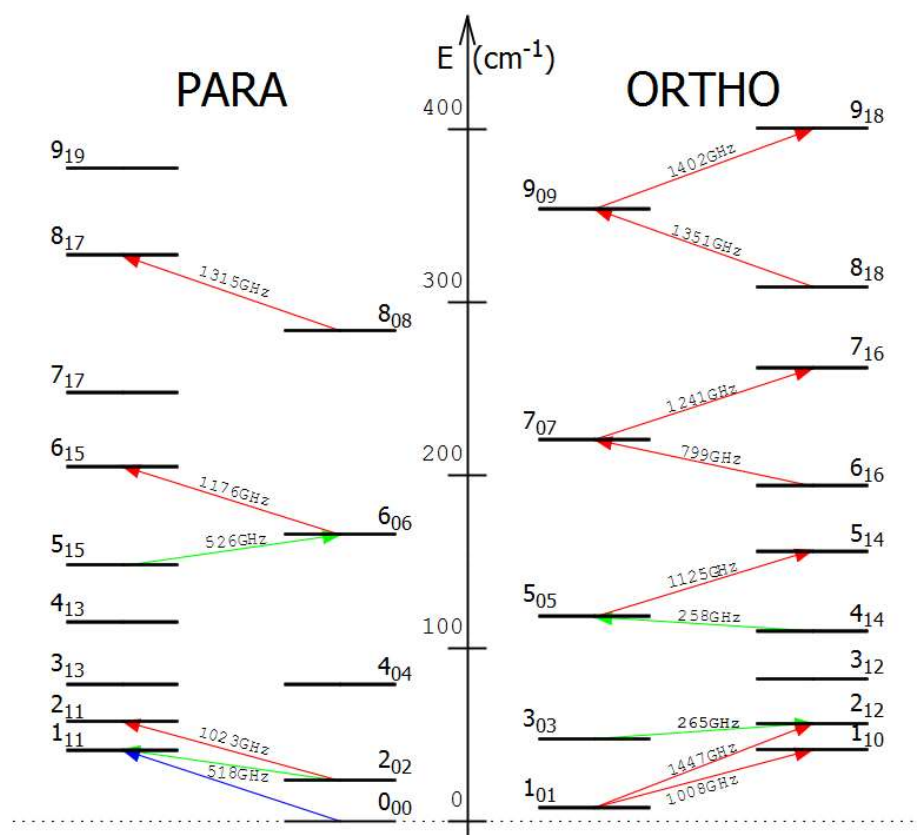 E (cm-1)
PARA
ORTHO
400
300
200
100
0
9₁₉
8₁₇
1315GHz
8₀₈
7₁₇
6₁₅
1176GHz
6₀₆
5₁₅
526GHz
4₁₃
3₁₃
4₀₄
2₁₁
1₁₁
1023GHz
518GHz
2₀₂
0₀₀
9₁₈
1402GHz
9₀₉
1351GHz
8₁₈
7₁₆
1241GHz
7₀₇
799GHz
6₁₆
5₁₄
1125GHz
5₀₅
258GHz
4₁₄
3₁₂
3₀₃
265GHz
2₁₂
1₁₀
1447GHz
1008GHz
1₀₁